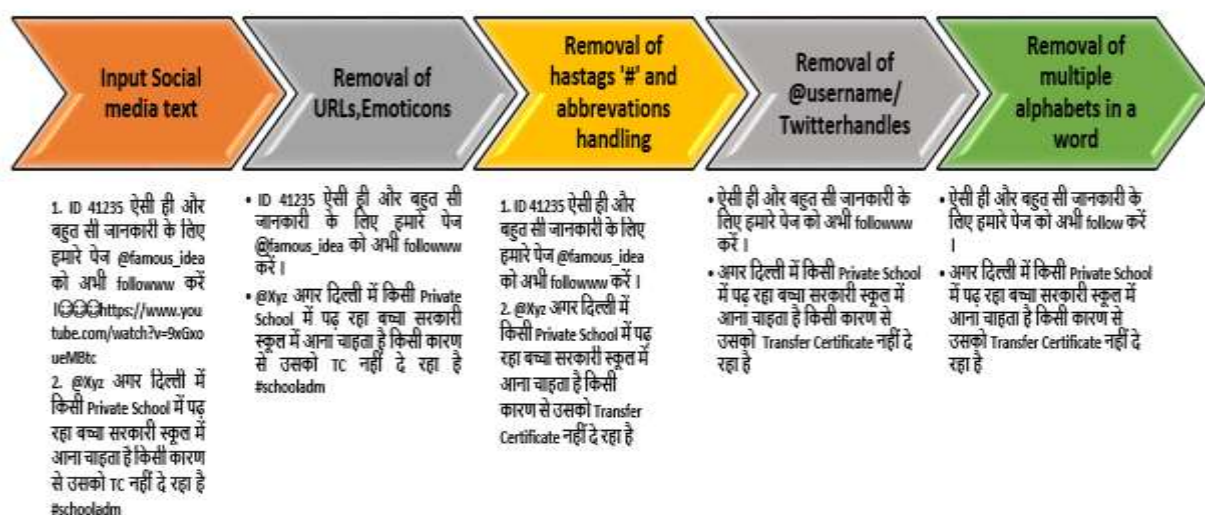 Input Social
media text
Removal of
URLs,Emoticons
Removal of
hastags '#' and
abbrevations
handling
Removal of
@username/
Twitterhandles
Removal of
multiple
alphabets in a
word
1. ID 41235 ऐसी ही और
बहुत सी जानकारी के लिए
हमारे पेज @famous_idea
को अभी followww करें
।https://www.you
tube.com/watch?v=9xGxo
ueMBtc
2. @Xyz अगर दिल्ली में
किसी Private School में पढ़
रहा बच्चा सरकारी स्कूल में
आना चाहता है किसी कारण
से उसको TC नहीं दे रहा है
#schooladm
• ID 41235 ऐसी ही और बहुत सी
जानकारी के लिए हमारे पेज
@famous_idea को अभी followww
करें ।
• @Xyz अगर दिल्ली में किसी Private
School में पढ़ रहा बच्चा सरकारी
स्कूल में आना चाहता है किसी कारण
से उसको TC नहीं दे रहा है
#schooladm
1. ID 41235 ऐसी ही और
बहुत सी जानकारी के लिए
हमारे पेज @famous_idea
को अभी followww करें ।
2. @Xyz अगर दिल्ली में
किसी Private School में पढ़
रहा बच्चा सरकारी स्कूल में
आना चाहता है किसी
कारण से उसको Transfer
Certificate नहीं दे रहा है
• ऐसी ही और बहुत सी जानकारी के
लिए हमारे पेज को अभी followww
करें ।
• अगर दिल्ली में किसी Private School
में पढ़ रहा बच्चा सरकारी स्कूल में
आना चाहता है किसी कारण से
उसको Transfer Certificate नहीं दे
रहा है
• ऐसी ही और बहुत सी जानकारी के
लिए हमारे पेज को अभी follow करें
।
• अगर दिल्ली में किसी Private School
में पढ़ रहा बच्चा सरकारी स्कूल में
आना चाहता है किसी कारण से
उसको Transfer Certificate नहीं दे
रहा है